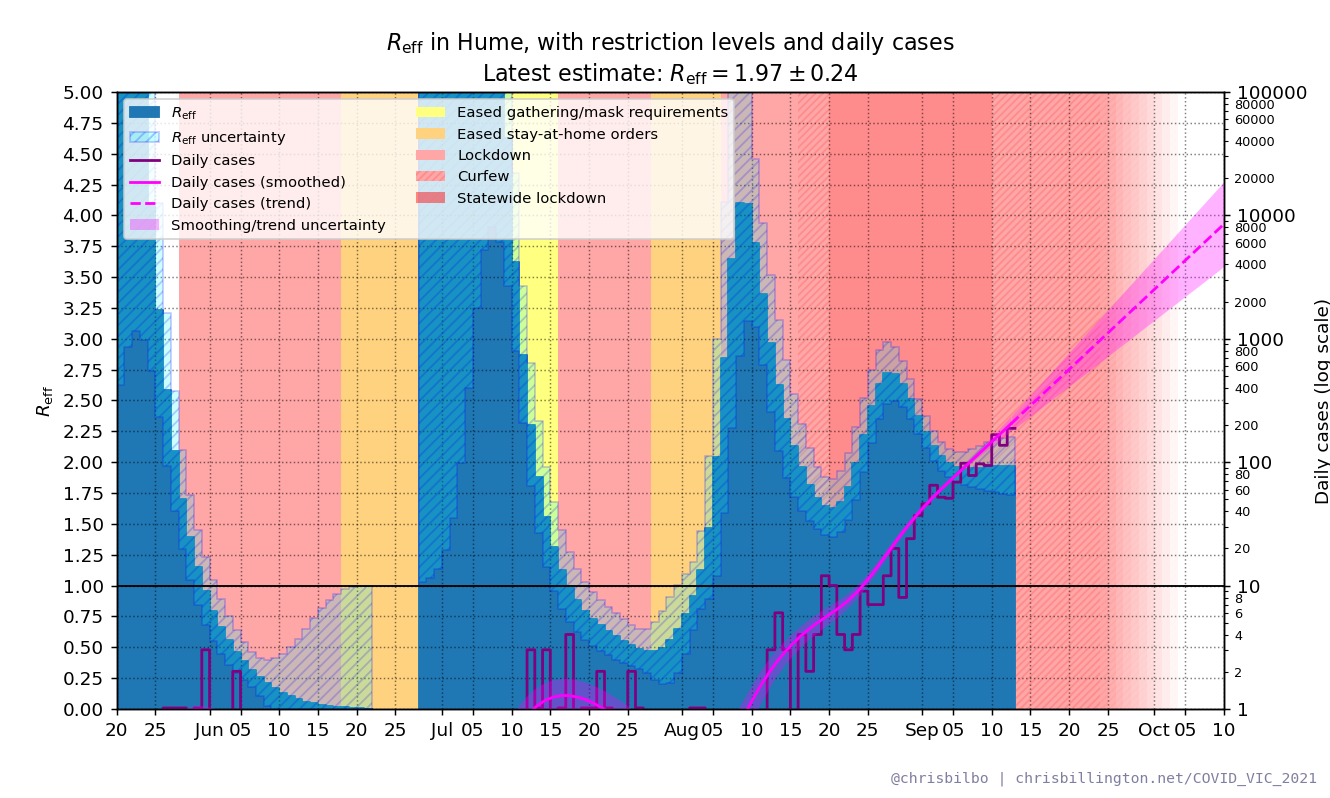 Reff in Hume, with restriction levels and daily cases
Latest estimate: Reff = 1.97 ± 0.24
Reff
Reff uncertainty
Daily cases
Daily cases (smoothed)
Daily cases (trend)
Smoothing/trend uncertainty
Eased gathering/mask requirements
Eased stay-at-home orders
Lockdown
Curfew
Statewide lockdown
Reff
5.00
4.75
4.50
4.25
4.00
3.75
3.50
3.25
3.00
2.75
2.50
2.25
2.00
1.75
1.50
1.25
1.00
0.75
0.50
0.25
0.00
100000
80000
60000
40000
20000
10000
8000
6000
4000
2000
1000
800
600
400
200
100
80
60
40
20
10
8
6
4
2
1
Daily cases (log scale)
20 25 Jun 05 10 15 20 25 Jul 05 10 15 20 25 Aug 05 10 15 20 25 Sep 05 10 15 20 25 Oct 05 10
@chrisbilbo | chrisbillington.net/COVID_VIC_2021